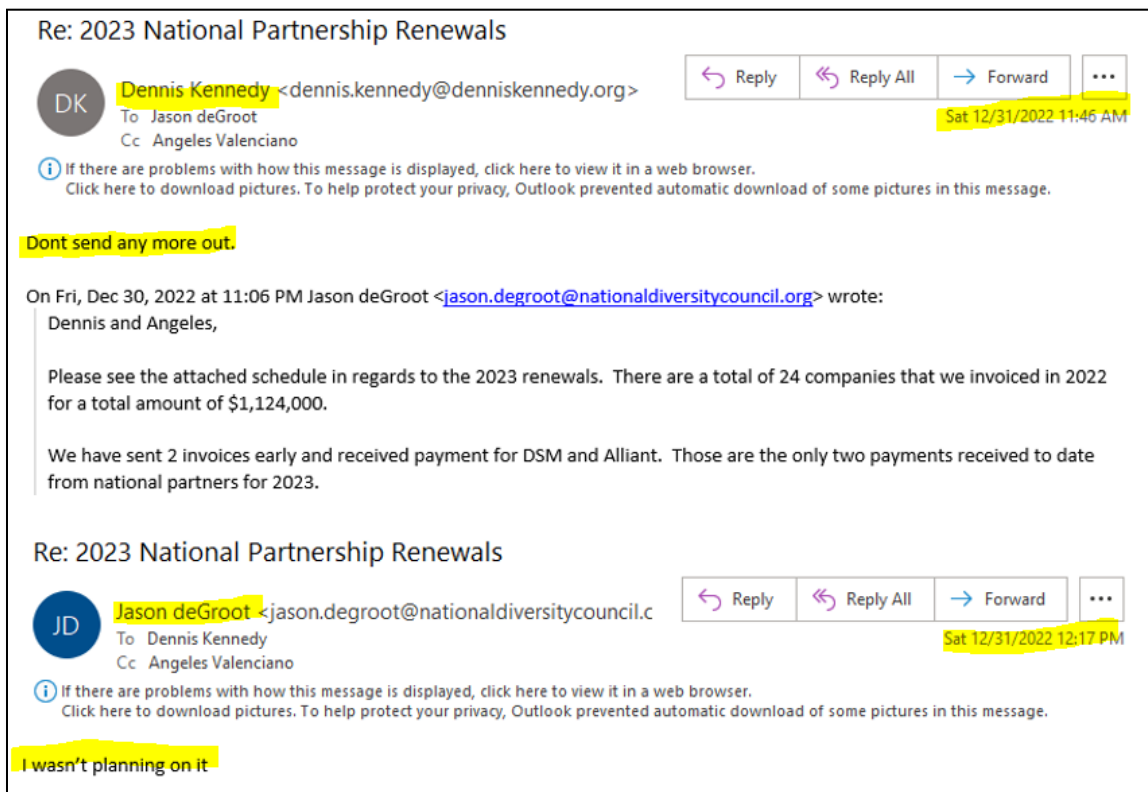 Re: 2023 National Partnership Renewals
DK
Dennis Kennedy <dennis.kennedy@denniskennedy.org>
Reply
Reply All
Forward
...
To Jason deGroot
Sat 12/31/2022 11:46 AM
Cc Angeles Valenciano
If there are problems with how this message is displayed, click here to view it in a web browser.
Click here to download pictures. To help protect your privacy, Outlook prevented automatic download of some pictures in this message.
Dont send any more out.
On Fri, Dec 30, 2022 at 11:06 PM Jason deGroot <jason.degroot@nationaldiversitycouncil.org> wrote:
Dennis and Angeles,
Please see the attached schedule in regards to the 2023 renewals. There are a total of 24 companies that we invoiced in 2022
for a total amount of $1,124,000.
We have sent 2 invoices early and received payment for DSM and Alliant. Those are the only two payments received to date
from national partners for 2023.
Re: 2023 National Partnership Renewals
JD
Jason deGroot <jason.degroot@nationaldiversitycouncil.c
Reply
Reply All
Forward
...
To Dennis Kennedy
Sat 12/31/2022 12:17 PM
Cc Angeles Valenciano
If there are problems with how this message is displayed, click here to view it in a web browser.
Click here to download pictures. To help protect your privacy, Outlook prevented automatic download of some pictures in this message.
I wasn't planning on it